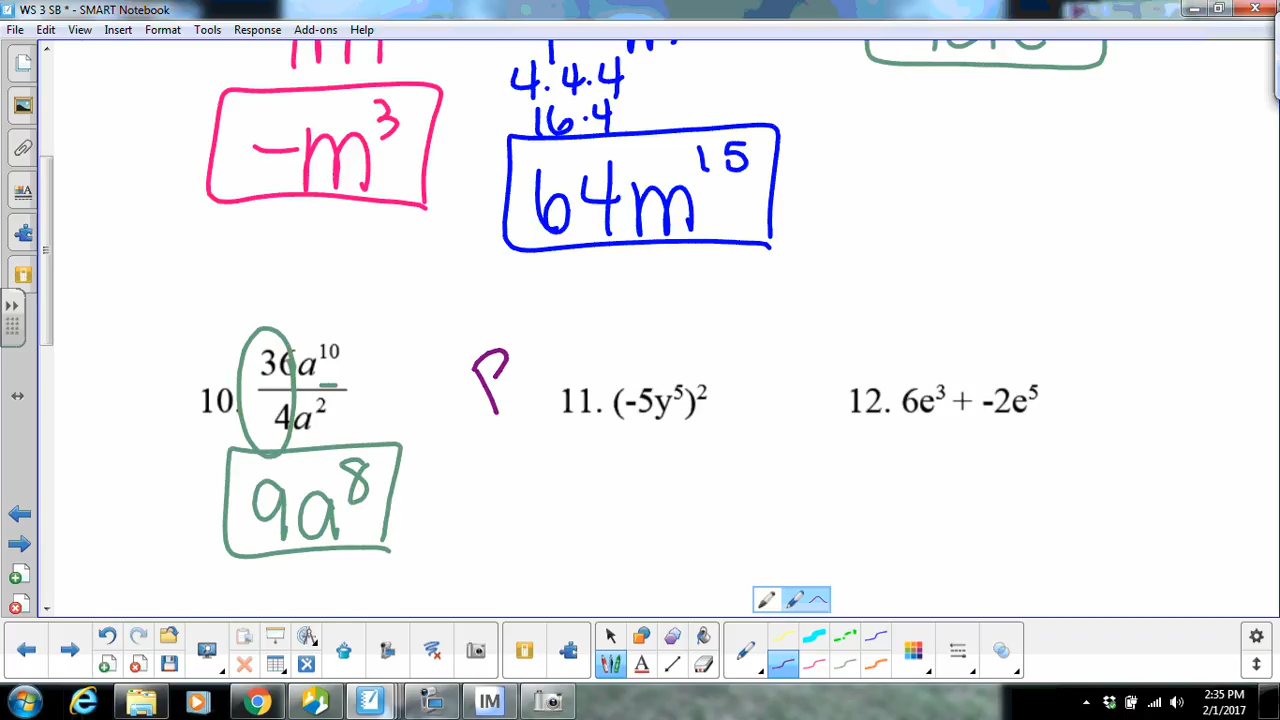 WS 3 SB * - SMART Notebook
File Edit View Insert Format Tools Response Help Add-ons
4.4.4
16.4
-m³
64m¹⁵
10. 36a¹⁰
4a²
P
11. (-5y⁵)²
12. 6e³ + -2e⁵
9a⁸
IM
2:35 PM
2/1/2017